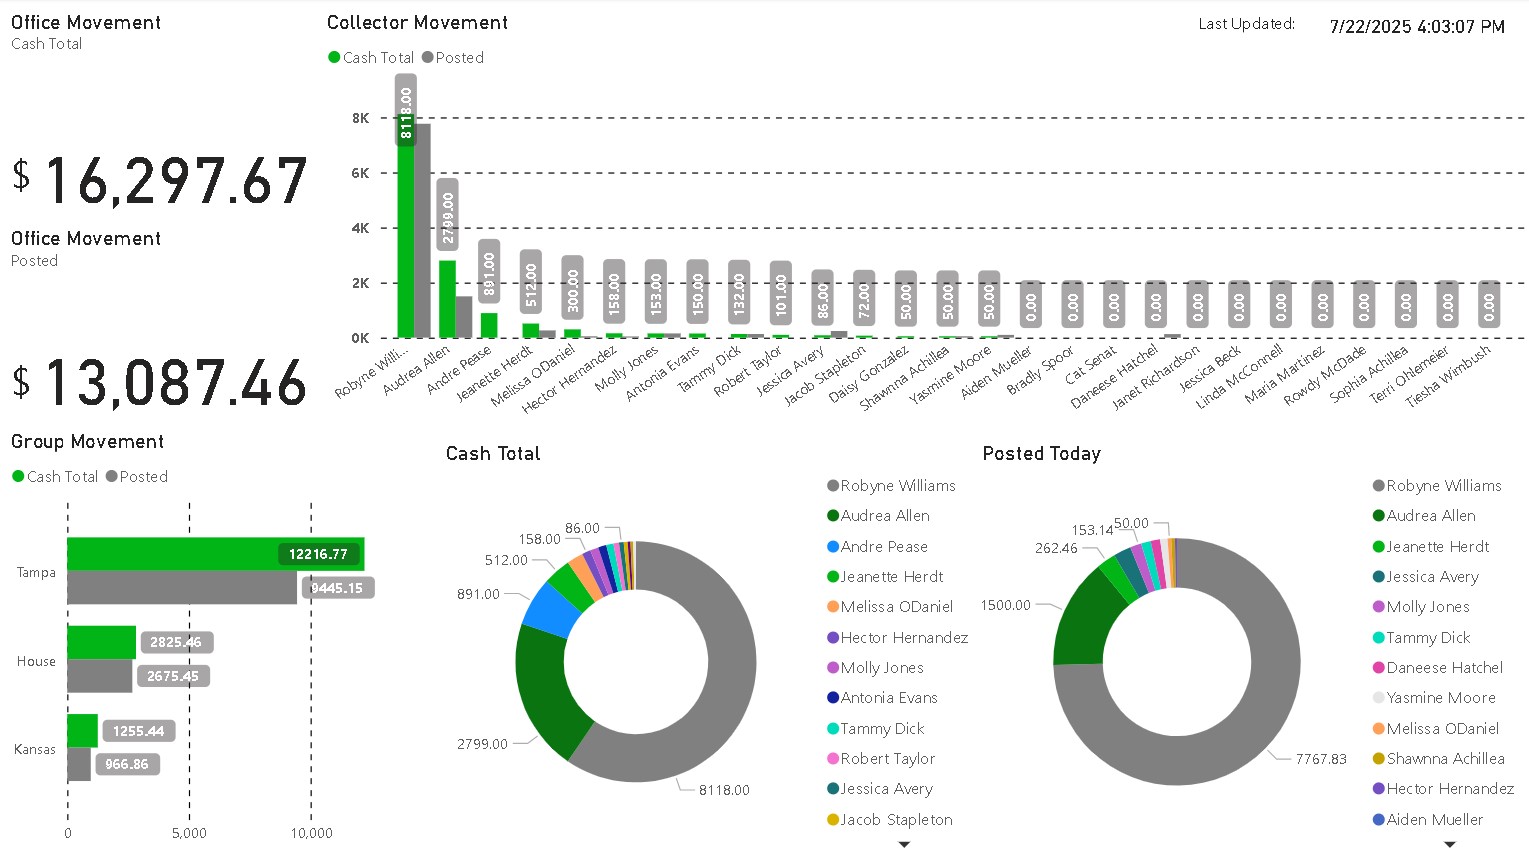 Office Movement
Cash Total
$ 16,297.67
Office Movement
Posted
$ 13,087.46
Collector Movement
Cash Total Posted
Last Updated: 7/22/2025 4:03:07 PM
8K
6K
4K
2K
0K
8118.00
2799.00
891.00
512.00
300.00
158.00
153.00
150.00
132.00
101.00
86.00
72.00
50.00
50.00
50.00
0.00
0.00
0.00
0.00
0.00
0.00
0.00
0.00
0.00
0.00
0.00
0.00
Robyne Willi...
Audrea Allen
Andre Pease
Jeanette Herdt
Melissa ODaniel
Hector Hernandez
Molly Jones
Antonia Evans
Tammy Dick
Robert Taylor
Jessica Avery
Jacob Stapleton
Daisy Gonzalez
Shawnna Achillea
Yasmine Moore
Aiden Mueller
Bradly Spoor
Cat Senat
Daneese Hatchel
Janet Richardson
Jessica Beck
Linda McConnell
Maria Martinez
Rowdy McDade
Sophia Achillea
Terri Ohlemeier
Tiesha Wimbush
Group Movement
Cash Total Posted
Tampa
12216.77
9445.15
House
2825.46
2675.45
Kansas
1255.44
966.86
0 5,000 10,000
Cash Total
86.00
158.00
512.00
891.00
2799.00
8118.00
Robyne Williams
Audrea Allen
Andre Pease
Jeanette Herdt
Melissa ODaniel
Hector Hernandez
Molly Jones
Antonia Evans
Tammy Dick
Robert Taylor
Jessica Avery
Jacob Stapleton
Posted Today
50.00
153.14
262.46
1500.00
7767.83
Robyne Williams
Audrea Allen
Jeanette Herdt
Jessica Avery
Molly Jones
Tammy Dick
Daneese Hatchel
Yasmine Moore
Melissa ODaniel
Shawnna Achillea
Hector Hernandez
Aiden Mueller